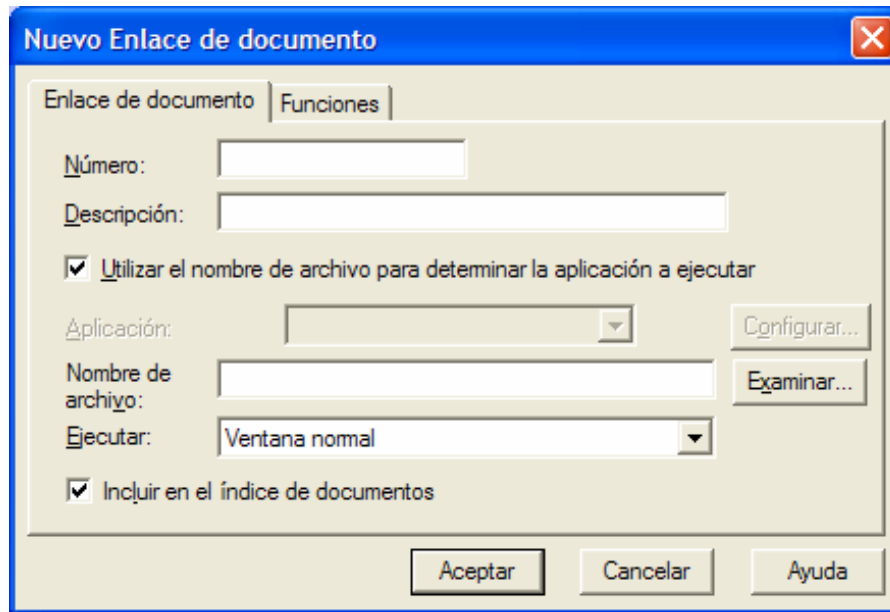 Nuevo Enlace de documento
Enlace de documento
Funciones
Número:
Descripción:
Utilizar el nombre de archivo para determinar la aplicación a ejecutar
Aplicación:
Configurar...
Nombre de
archivo:
Examinar...
Ejecutar:
Ventana normal
Incluir en el índice de documentos
Aceptar
Cancelar
Ayuda